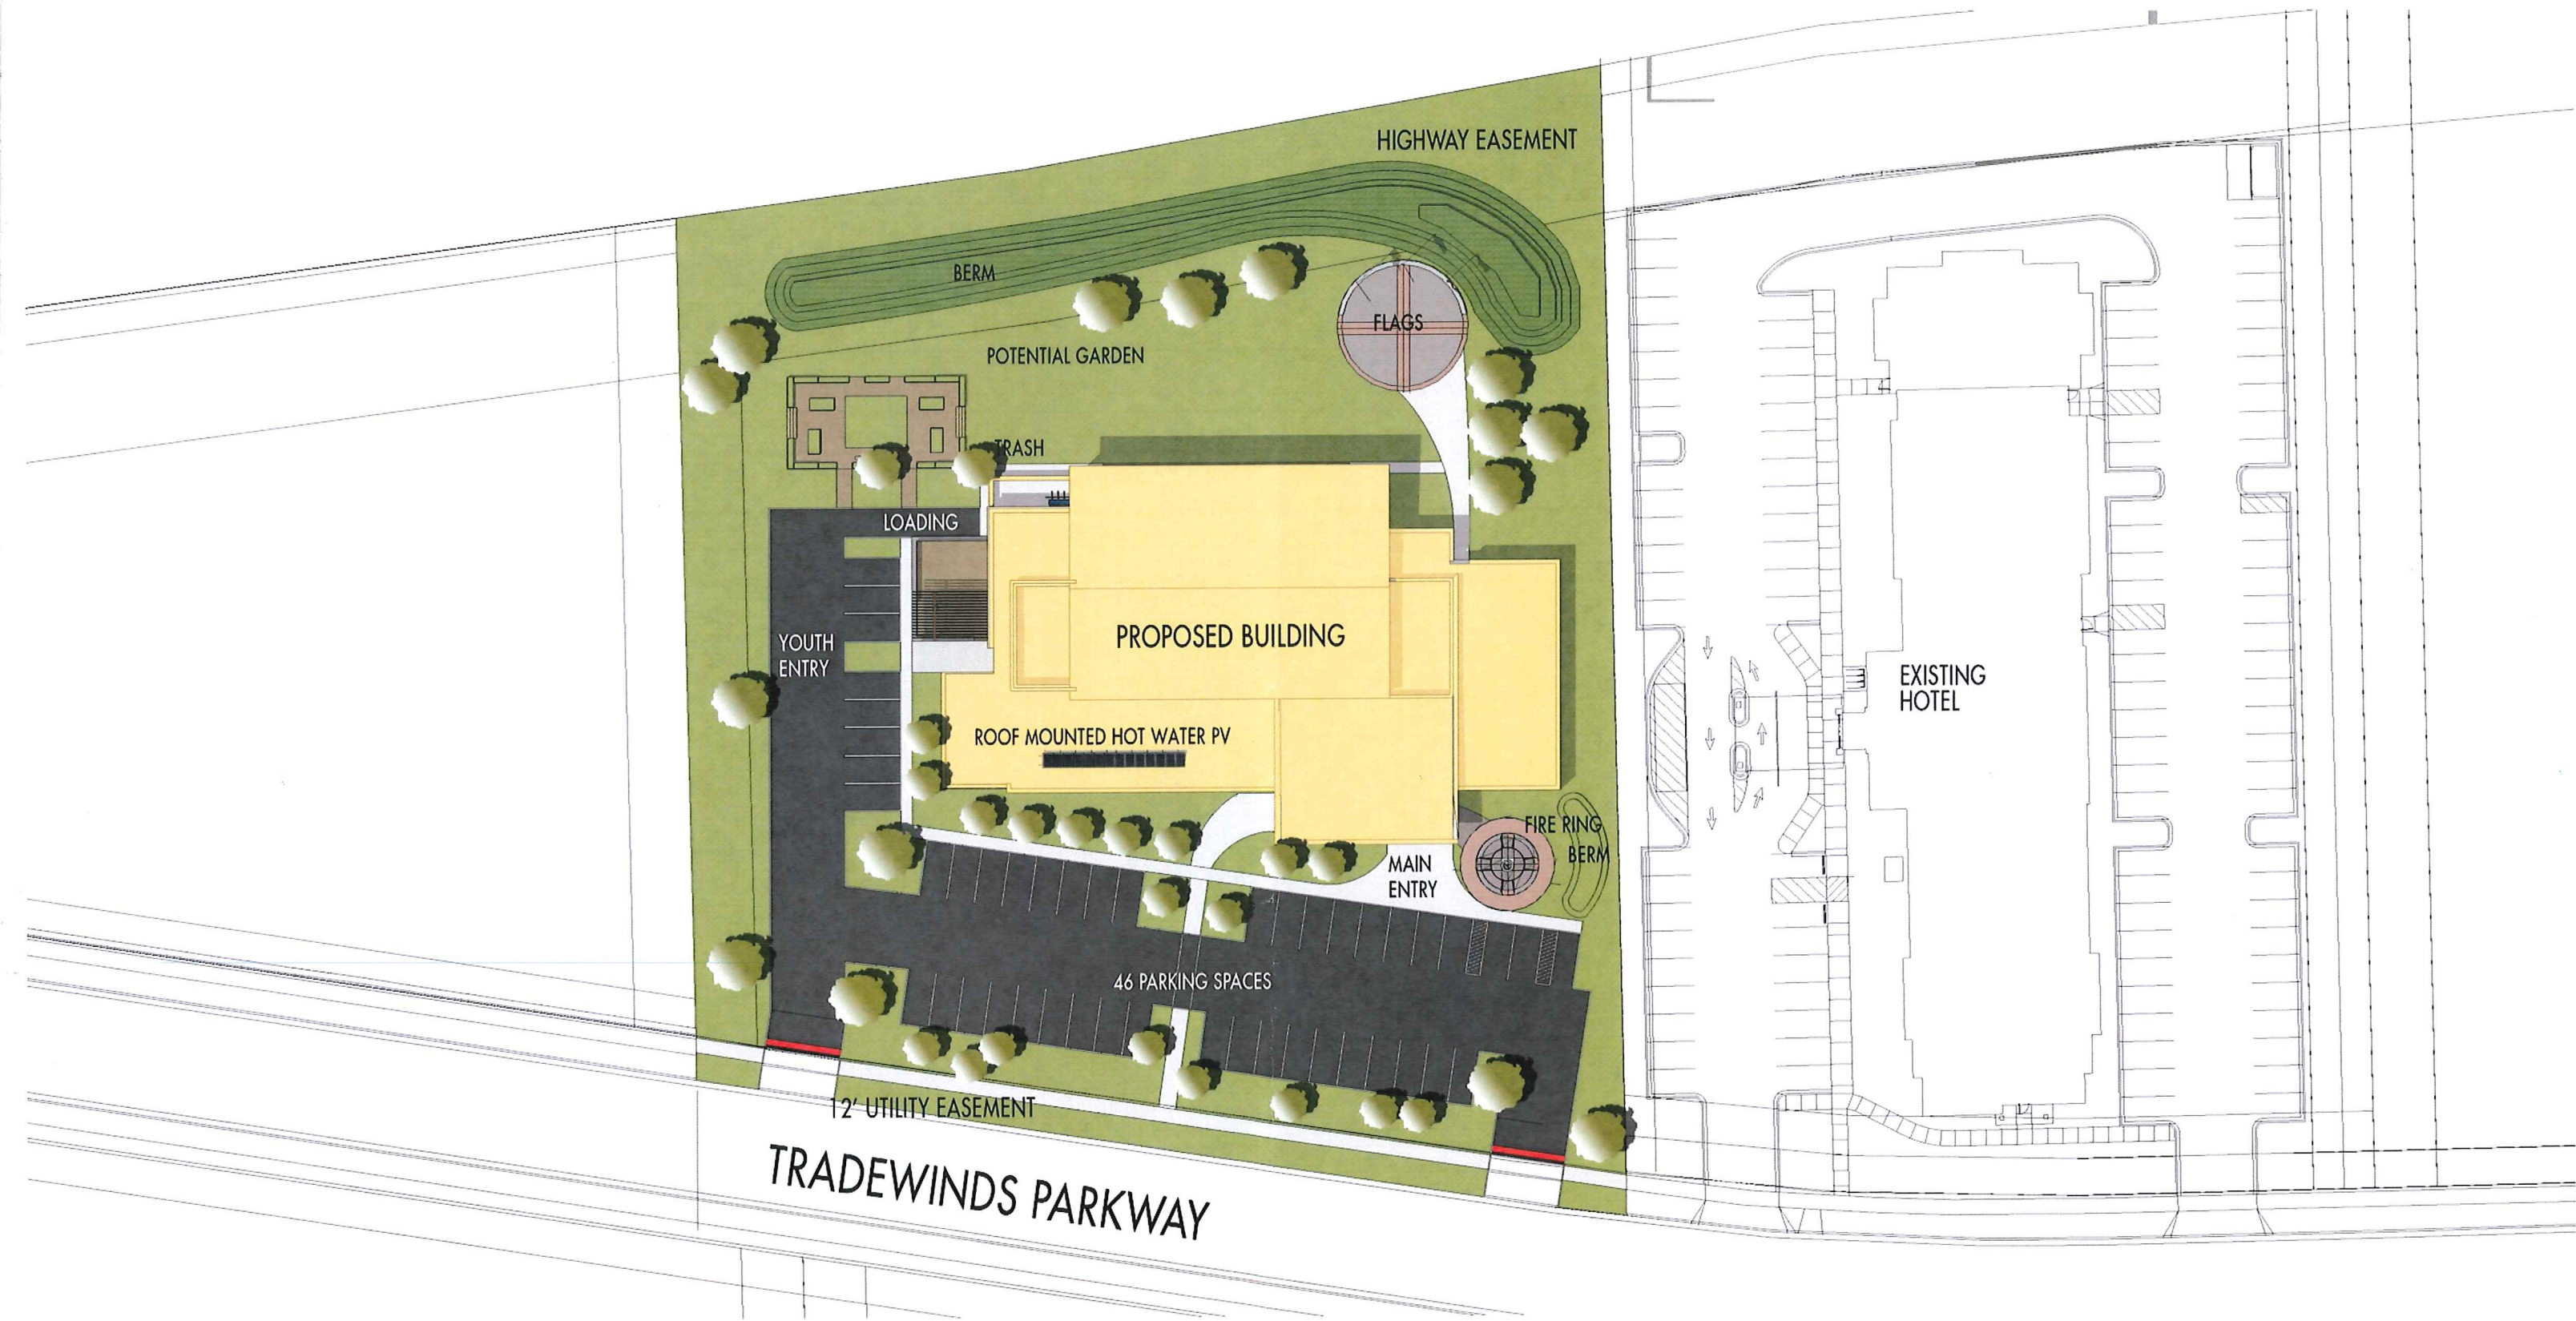 HIGHWAY EASEMENT
BERM
FLAGS
POTENTIAL GARDEN
TRASH
LOADING
YOUTH
ENTRY
PROPOSED BUILDING
EXISTING
HOTEL
ROOF MOUNTED HOT WATER PV
FIRE RING
BERM
MAIN
ENTRY
46 PARKING SPACES
12' UTILITY EASEMENT
TRADEWINDS PARKWAY